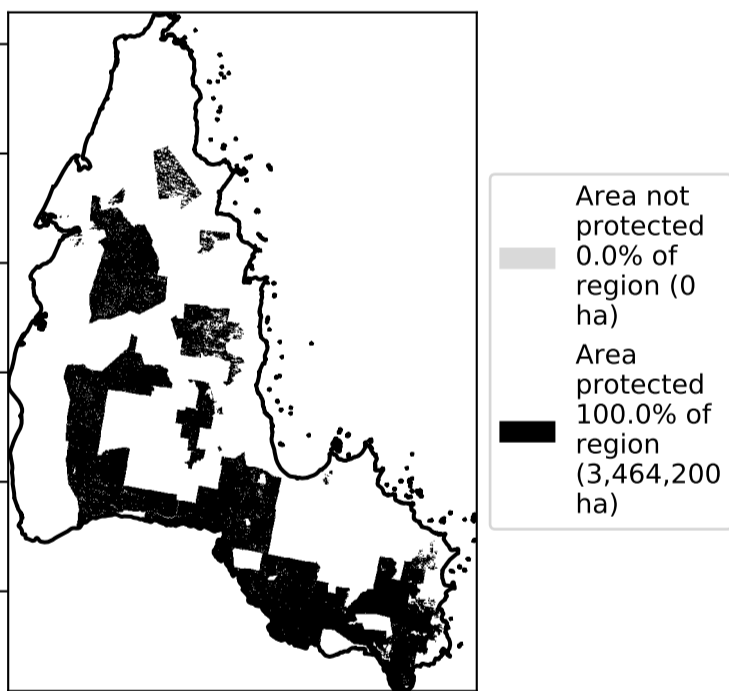 Area not
protected
0.0% of
region (0
ha)
Area
protected
100.0% of
region
(3,464,200
ha)